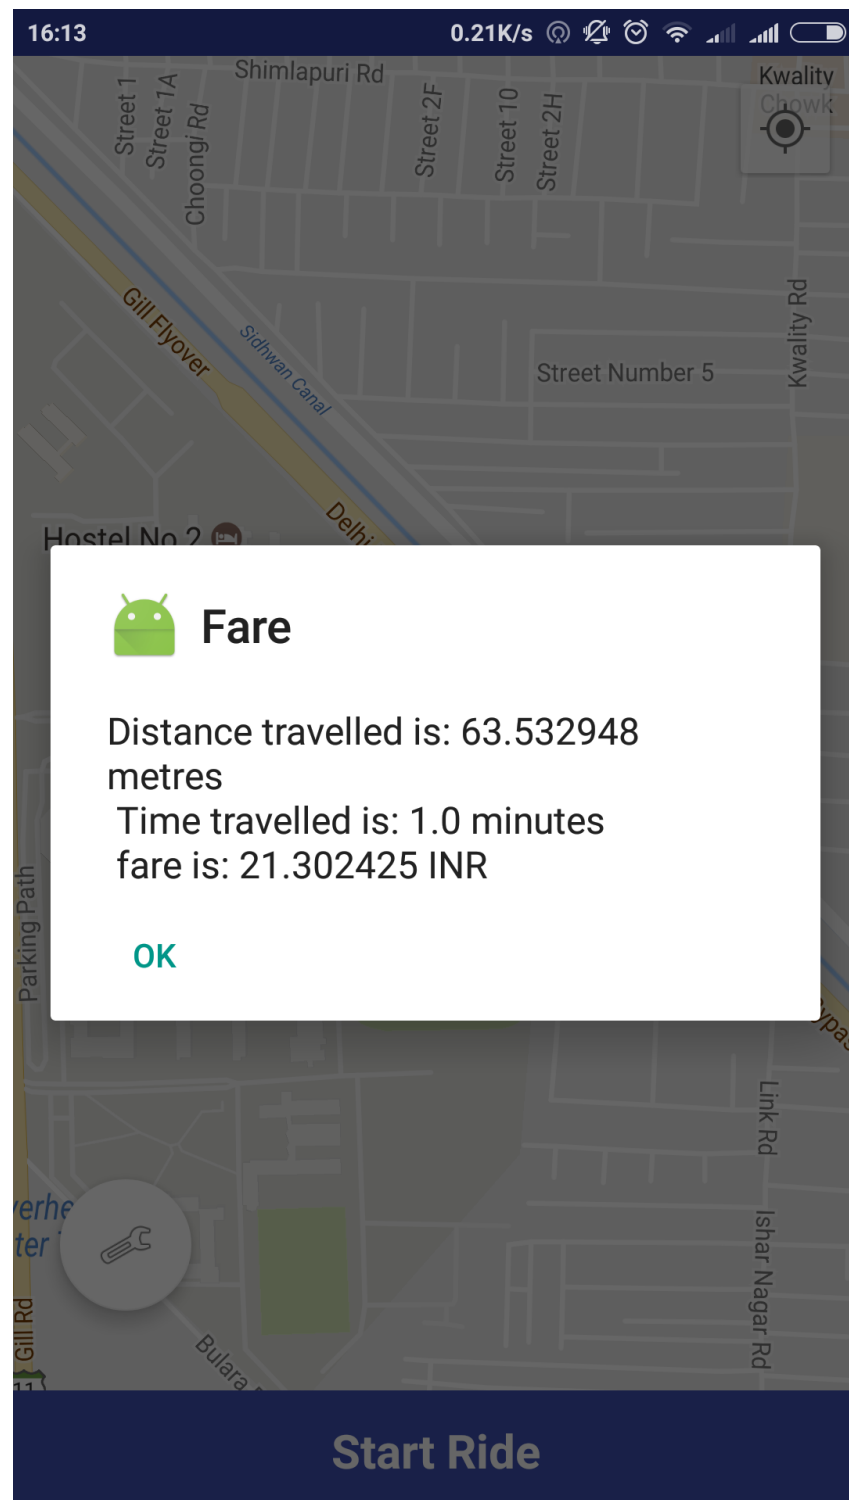 16:13 0.21K/s
Shimlapuri Rd
Kwality
Chowk
Street 1
Street 1A
Choongi Rd
Street 2F
Street 10
Street 2H
Gill Flyover
Sidhwan Canal
Kwality Rd
Street Number 5
Hostel No 2
Delhi
Fare
Distance travelled is: 63.532948
metres
Time travelled is: 1.0 minutes
fare is: 21.302425 INR
OK
Parking Path
Link Rd
ter
Ishar Nagar Rd
Gill Rd
Bulara
11
Start Ride